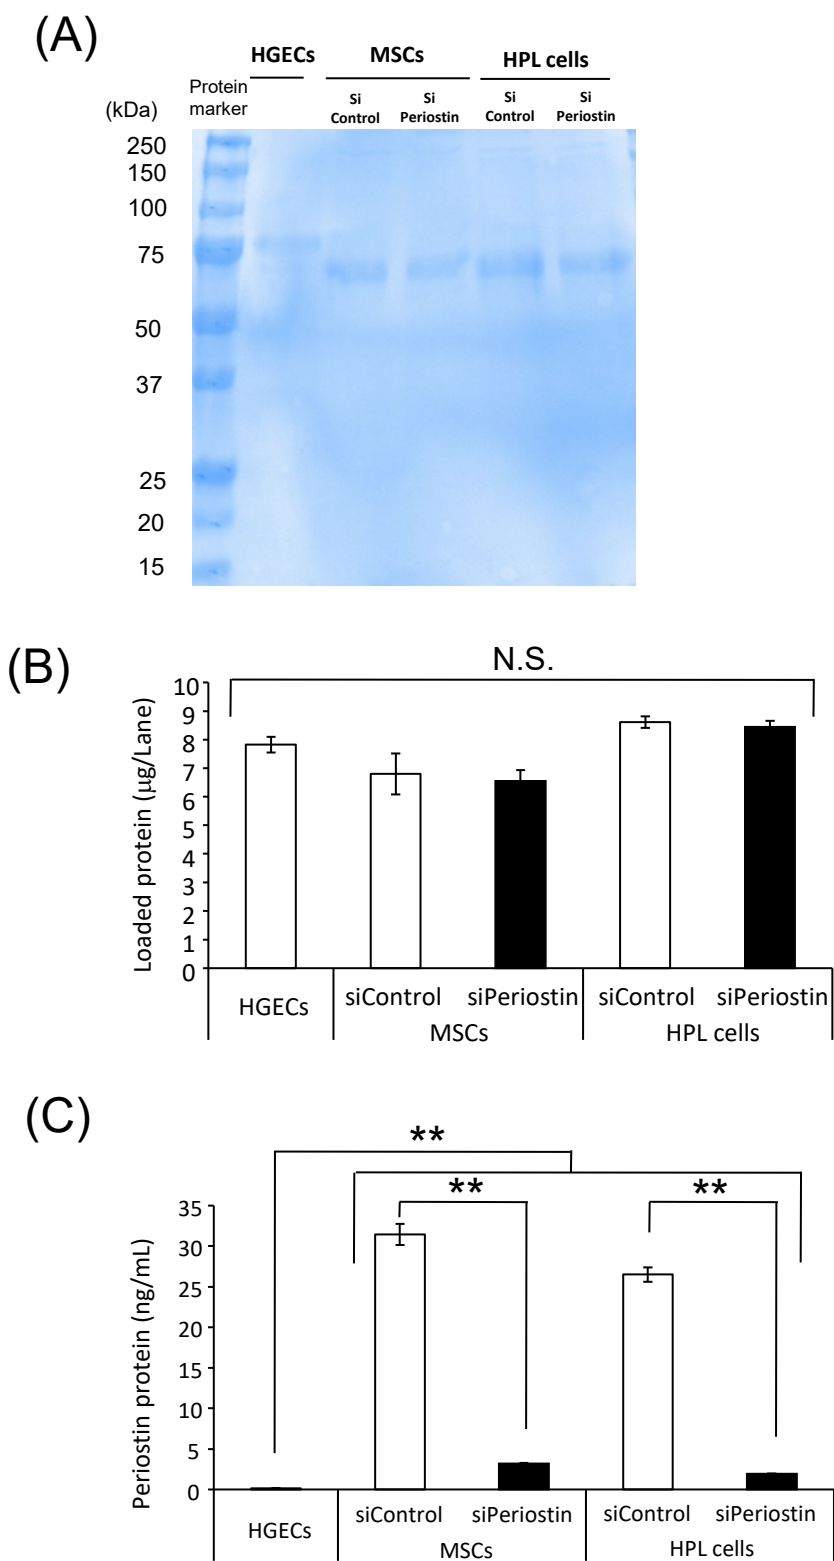 (A)
HGECs MSCs HPL cells
Protein
marker
Si
Control
Si
Periostin
Si
Control
Si
Periostin
(kDa)
250
150
100
75
50
37
25
20
15
(B)
N.S.
Loaded protein (μg/Lane)
10
9
8
7
6
5
4
3
2
1
0
HGECs
siControl siPeriostin siControl siPeriostin
MSCs HPL cells
(C)
**
** **
Periostin protein (ng/mL)
35
30
25
20
15
10
5
0
HGECs
siControl siPeriostin siControl siPeriostin
MSCs HPL cells